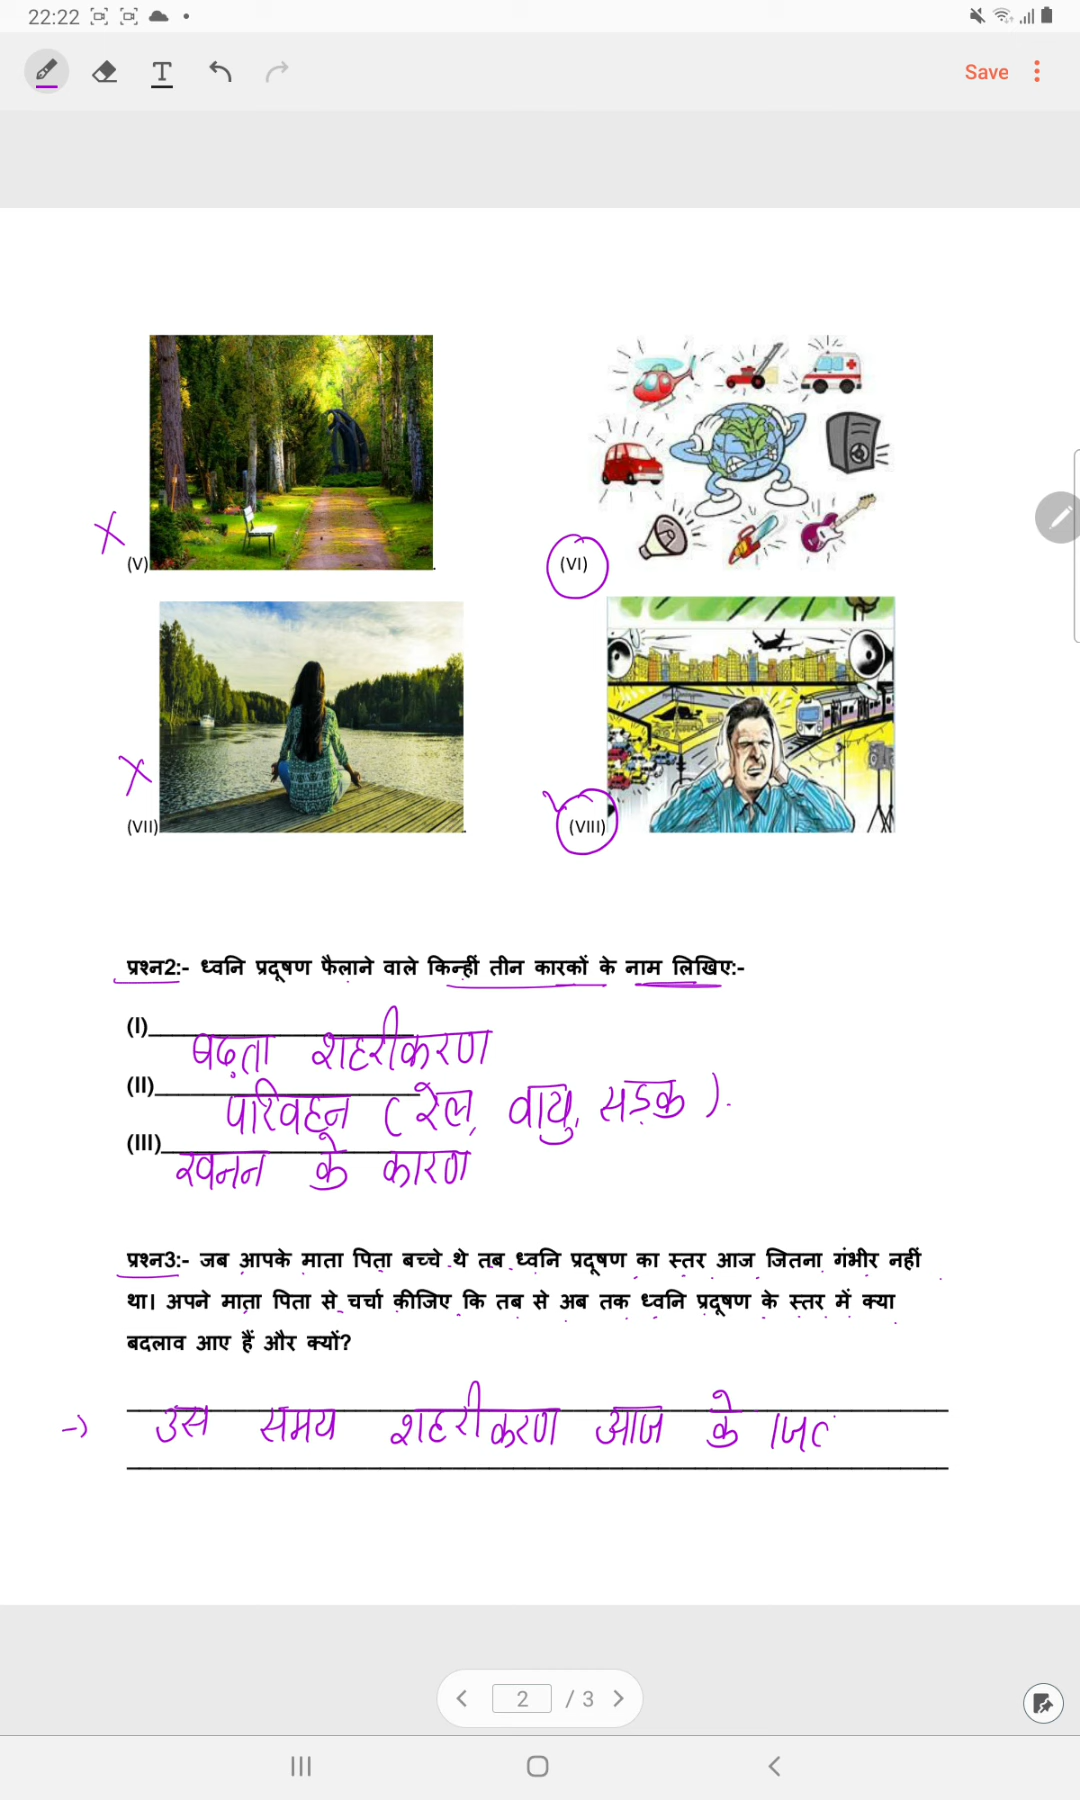 22:22
Save
(V)
(VI)
(VII)
(VIII)
प्रश्न2:- ध्वनि प्रदूषण फैलाने वाले किन्हीं तीन कारकों के नाम लिखिए:-
(I)
बढ़ता शहरीकरण
(II)
परिवहन ( रेल, वायु, सड़क ).
(III)
खनन के कारण
प्रश्न3:- जब आपके माता पिता बच्चे थे तब ध्वनि प्रदूषण का स्तर आज जितना गंभीर नहीं
था। अपने माता पिता से चर्चा कीजिए कि तब से अब तक ध्वनि प्रदूषण के स्तर में क्या
बदलाव आए हैं और क्यों?
→ उस समय शहरीकरण आज के
2 / 3